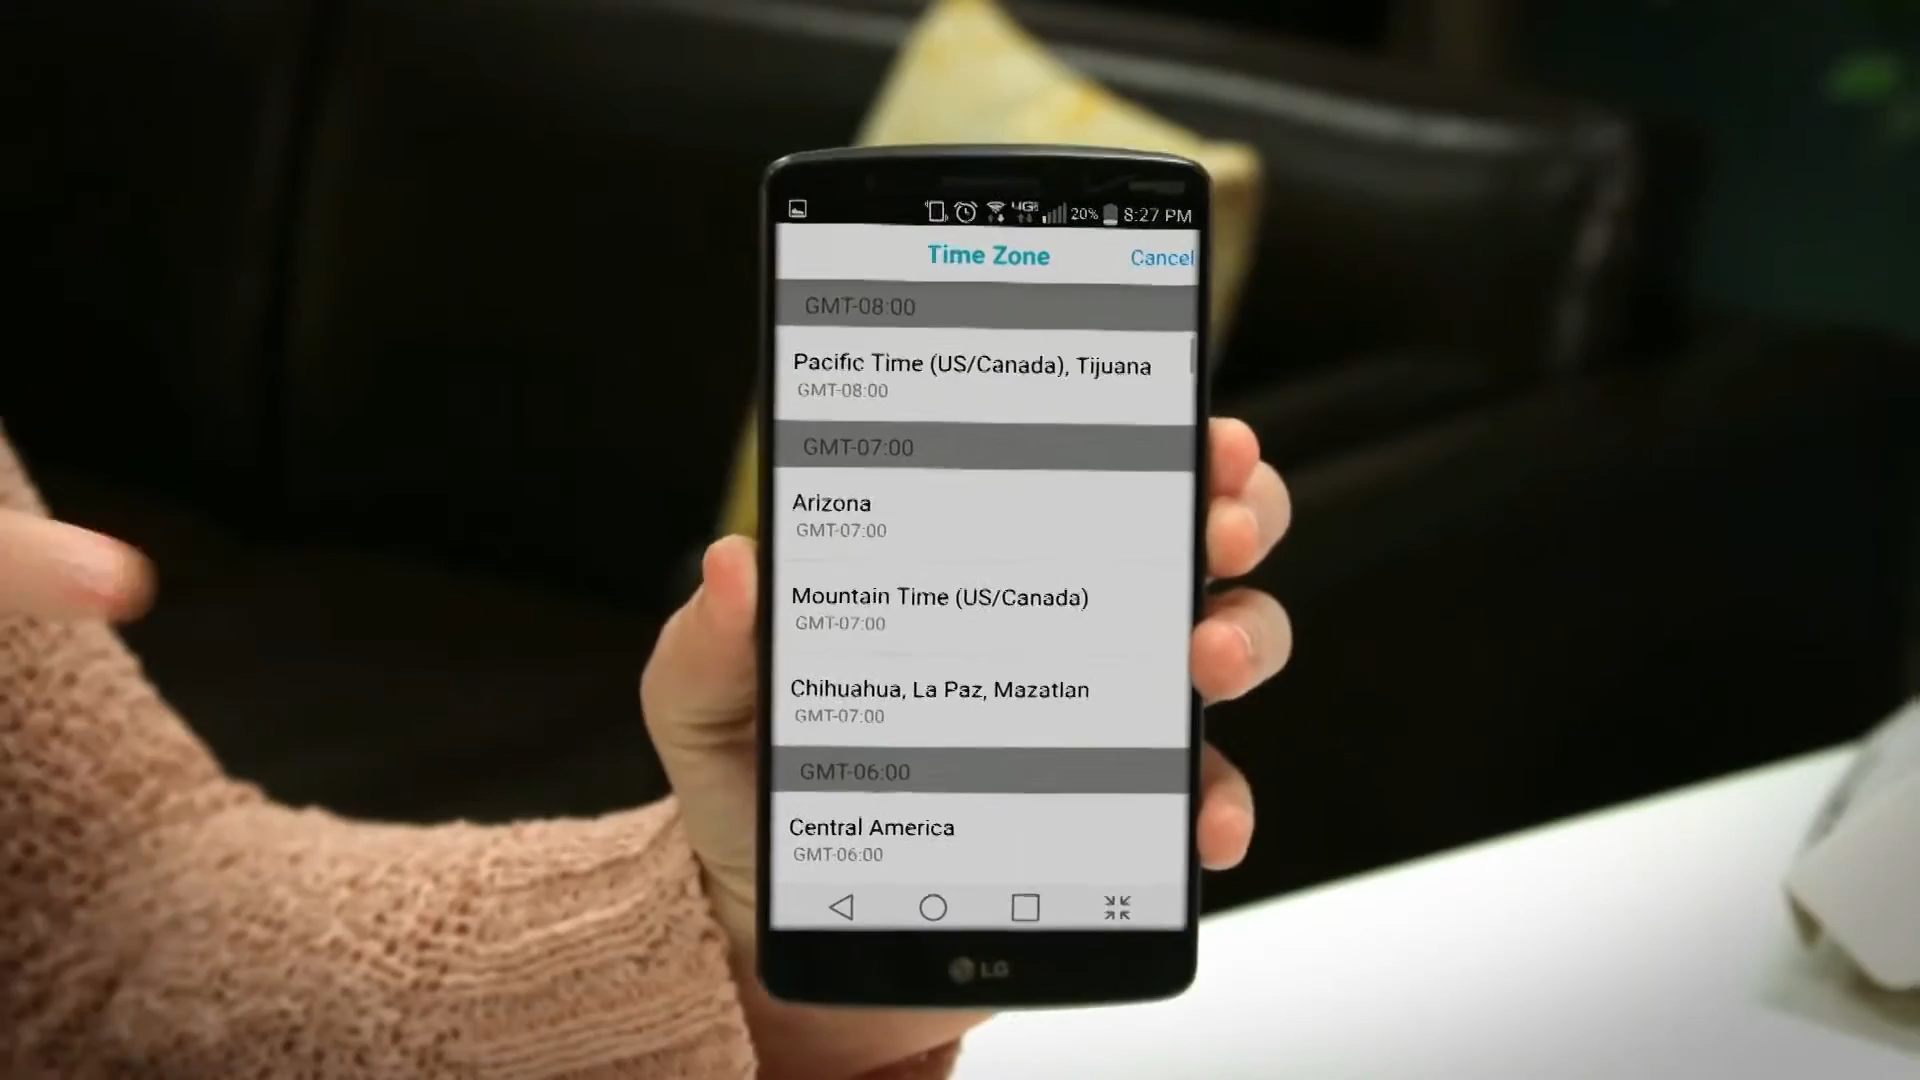 4G 20% 8:27 PM
Time Zone Cancel
GMT-08:00
Pacific Time (US/Canada), Tijuana
GMT-08:00
GMT-07:00
Arizona
GMT-07:00
Mountain Time (US/Canada)
GMT-07:00
Chihuahua, La Paz, Mazatlan
GMT-07:00
GMT-06:00
Central America
GMT-06:00
LG